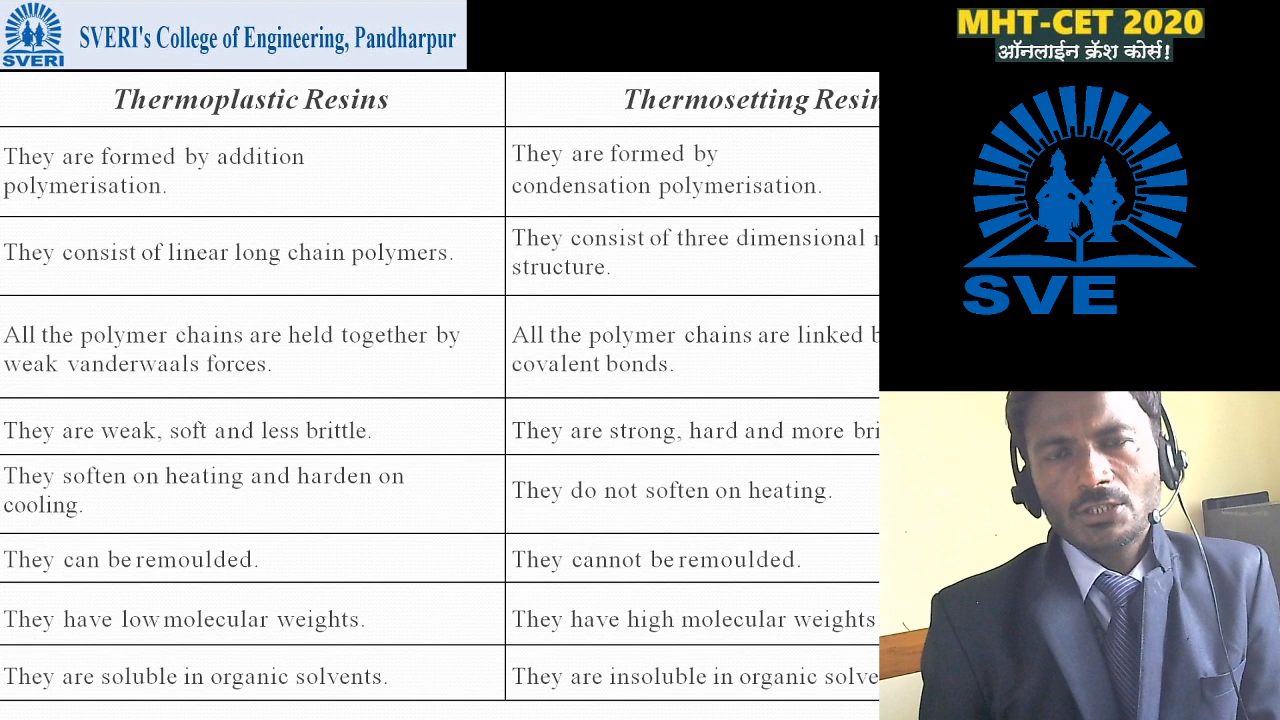 SVERI
SVERI's College of Engineering, Pandharpur
MHT-CET 2020
ऑनलाईन क्रॅश कोर्स!
SVE
Thermoplastic Resins
Thermosetting Resin
They are formed by addition
polymerisation.
They are formed by
condensation polymerisation.
They consist of linear long chain polymers.
They consist of three dimensional
structure.
All the polymer chains are held together by
weak vanderwaals forces.
All the polymer chains are linked
covalent bonds.
They are weak, soft and less brittle.
They are strong, hard and more bri
They soften on heating and harden on
cooling.
They do not soften on heating.
They can be remoulded.
They cannot be remoulded.
They have low molecular weights.
They have high molecular weights.
They are soluble in organic solvents.
They are insoluble in organic solve